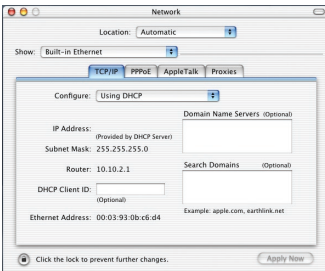 Network
Location: Automatic
Show: Built-in Ethernet
TCP/IP PPPoE AppleTalk Proxies
Configure: Using DHCP
Domain Name Servers (Optional)
IP Address:
(Provided by DHCP Server)
Subnet Mask: 255.255.255.0
Router: 10.10.2.1
Search Domains (Optional)
DHCP Client ID:
(Optional)
Example: apple.com, earthlink.net
Ethernet Address: 00:03:93:0b:c6:d4
Click the lock to prevent further changes.
Apply Now